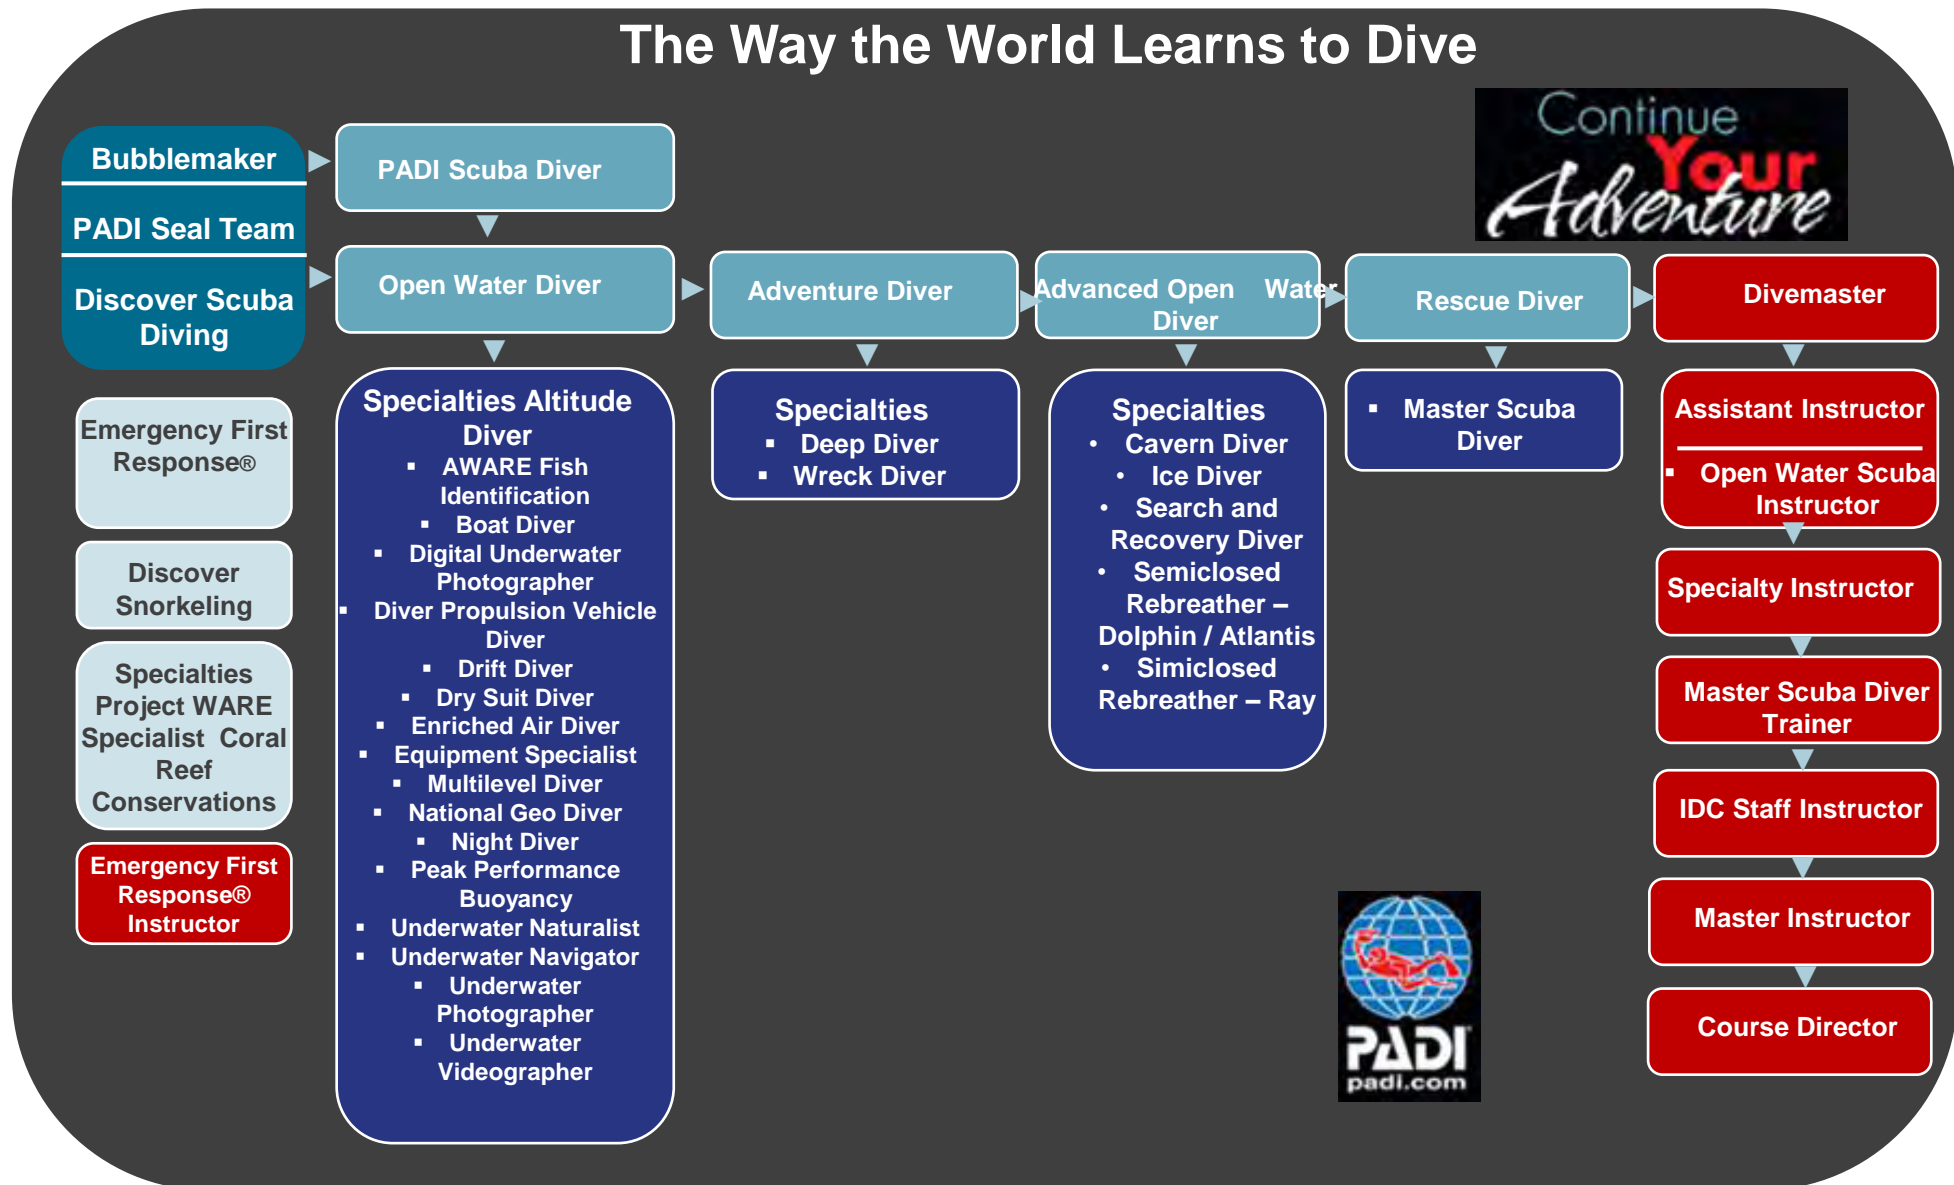 The Way the World Learns to Dive
Continue
Your
Adventure
Bubblemaker
PADI Seal Team
Discover Scuba
Diving
PADI Scuba Diver
Open Water Diver
Adventure Diver
Advanced Open Water
Diver
Rescue Diver
Divemaster
Emergency First
Response®
Discover
Snorkeling
Specialties
Project WARE
Specialist Coral
Reef
Conservations
Emergency First
Response®
Instructor
Specialties Altitude
Diver
▪ AWARE Fish
Identification
▪ Boat Diver
▪ Digital Underwater
Photographer
▪ Diver Propulsion Vehicle
Diver
▪ Drift Diver
▪ Dry Suit Diver
▪ Enriched Air Diver
▪ Equipment Specialist
▪ Multilevel Diver
▪ National Geo Diver
▪ Night Diver
▪ Peak Performance
Buoyancy
▪ Underwater Naturalist
▪ Underwater Navigator
▪ Underwater
Photographer
▪ Underwater
Videographer
Specialties
▪ Deep Diver
▪ Wreck Diver
Specialties
• Cavern Diver
• Ice Diver
• Search and
Recovery Diver
• Semiclosed
Rebreather –
Dolphin / Atlantis
• Simiclosed
Rebreather – Ray
▪ Master Scuba
Diver
Assistant Instructor
▪ Open Water Scuba
Instructor
Specialty Instructor
Master Scuba Diver
Trainer
IDC Staff Instructor
Master Instructor
Course Director
PADI
padi.com